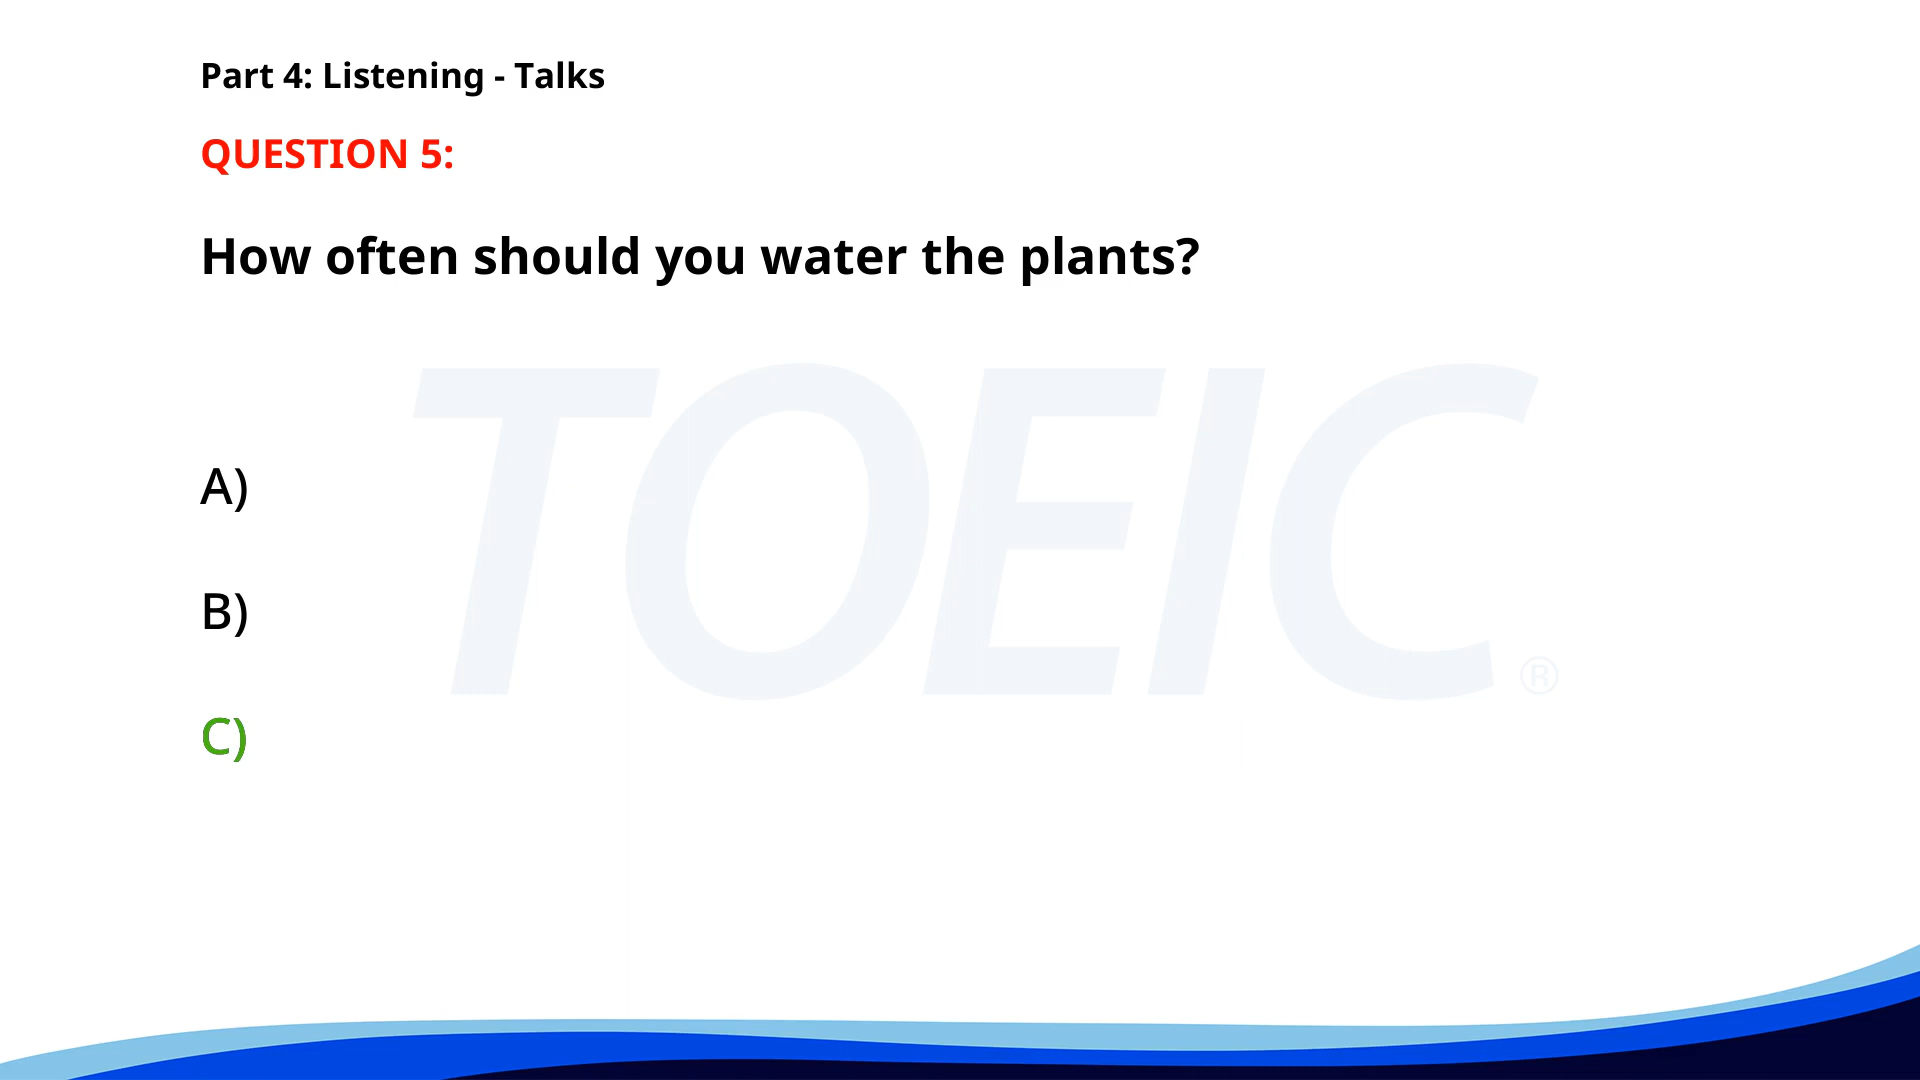 Part 4: Listening - Talks
QUESTION 5:
How often should you water the plants?
TOEIC®
A)
B)
C)